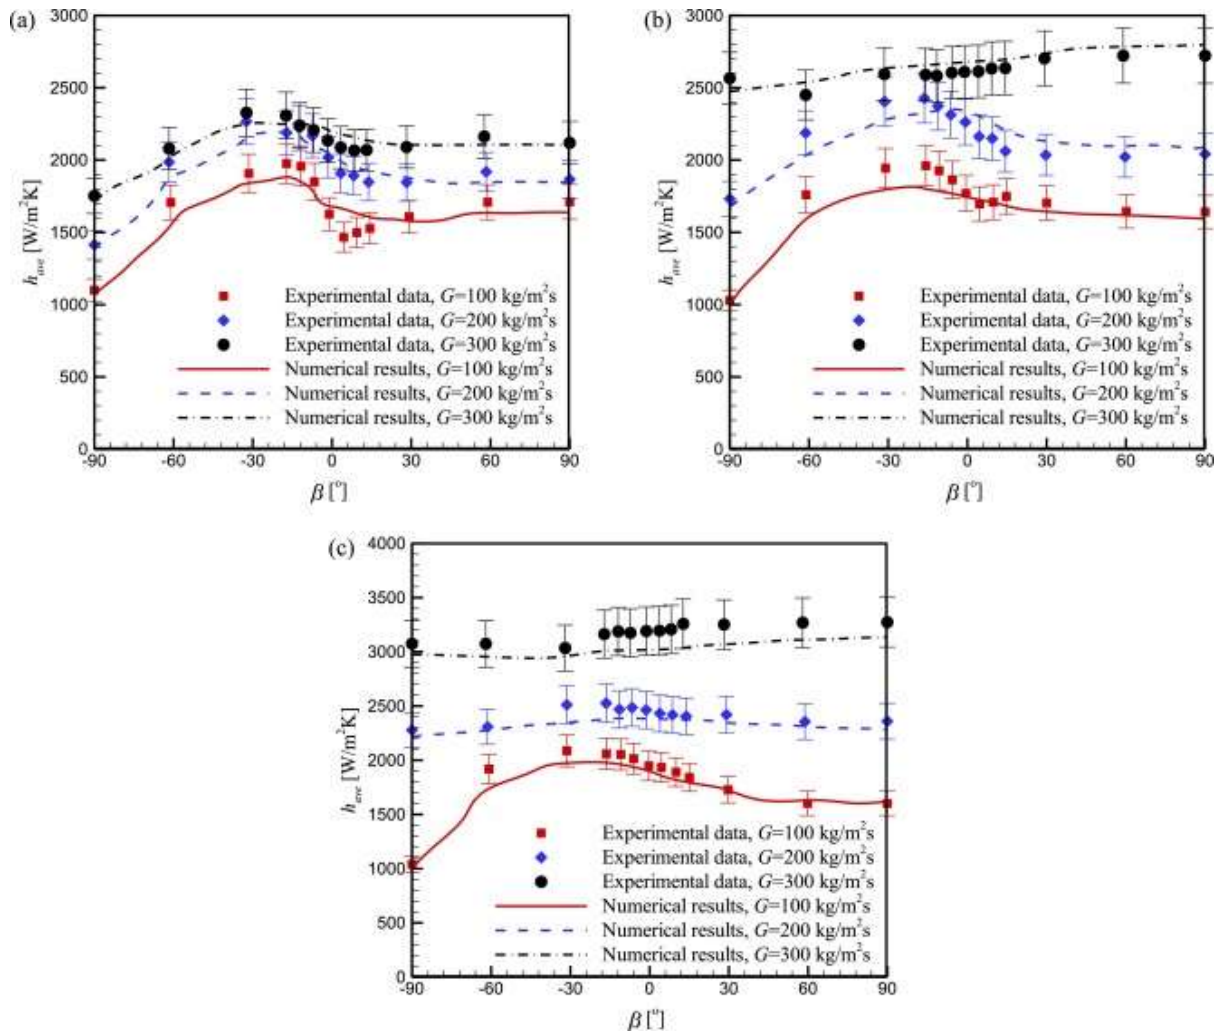 (a)
3000
2500
2000
1500
1000
500
0
h_ave [W/m²K]
Experimental data, G=100 kg/m²s
Experimental data, G=200 kg/m²s
Experimental data, G=300 kg/m²s
Numerical results, G=100 kg/m²s
Numerical results, G=200 kg/m²s
Numerical results, G=300 kg/m²s
-90 -60 -30 0 30 60 90
β [°]
(b)
3000
2500
2000
1500
1000
500
0
h_ave [W/m²K]
Experimental data, G=100 kg/m²s
Experimental data, G=200 kg/m²s
Experimental data, G=300 kg/m²s
Numerical results, G=100 kg/m²s
Numerical results, G=200 kg/m²s
Numerical results, G=300 kg/m²s
-90 -60 -30 0 30 60 90
β [°]
(c)
4000
3500
3000
2500
2000
1500
1000
500
0
h_ave [W/m²K]
Experimental data, G=100 kg/m²s
Experimental data, G=200 kg/m²s
Experimental data, G=300 kg/m²s
Numerical results, G=100 kg/m²s
Numerical results, G=200 kg/m²s
Numerical results, G=300 kg/m²s
-90 -60 -30 0 30 60 90
β [°]